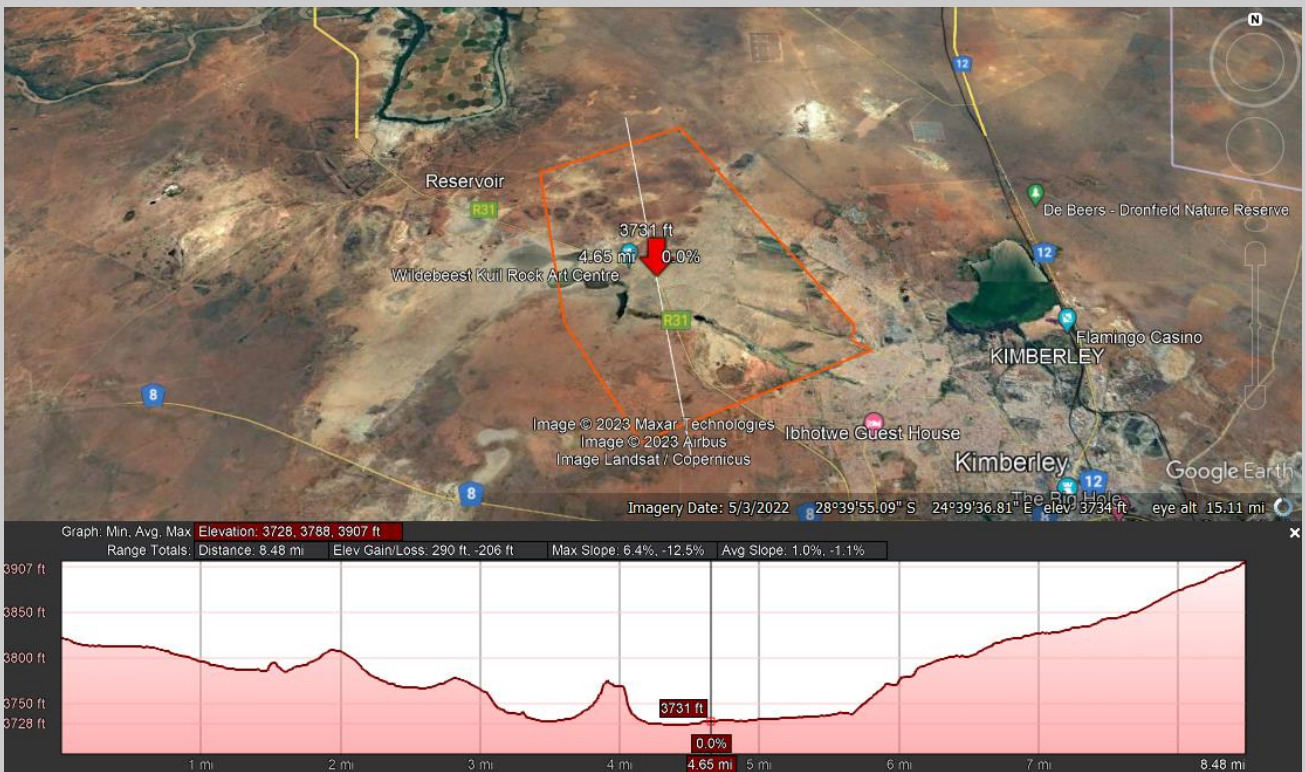 N
12
Reservoir
R31
De Beers - Dronfield Nature Reserve
3731 ft
12
4.65 mi 0.0%
Wildebeest Kuil Rock Art Centre
R31
Flamingo Casino
KIMBERLEY
8
Image © 2023 Maxar Technologies
Image © 2023 Airbus
Image Landsat / Copernicus
Ibhotwe Guest House
Kimberley
Google Earth
12
8
The Big Hole
8
Imagery Date: 5/3/2022 28°39'55.09" S 24°39'36.81" E elev 3734 ft eye alt 15.11 mi
Graph: Min, Avg, Max Elevation: 3728, 3788, 3907 ft
Range Totals: Distance: 8.48 mi Elev Gain/Loss: 290 ft, -206 ft Max Slope: 6.4%, -12.5% Avg Slope: 1.0%, -1.1%
3907 ft
3850 ft
3800 ft
3750 ft
3731 ft
3728 ft
0.0%
1 mi 2 mi 3 mi 4 mi 4.65 mi 5 mi 6 mi 7 mi 8.48 mi